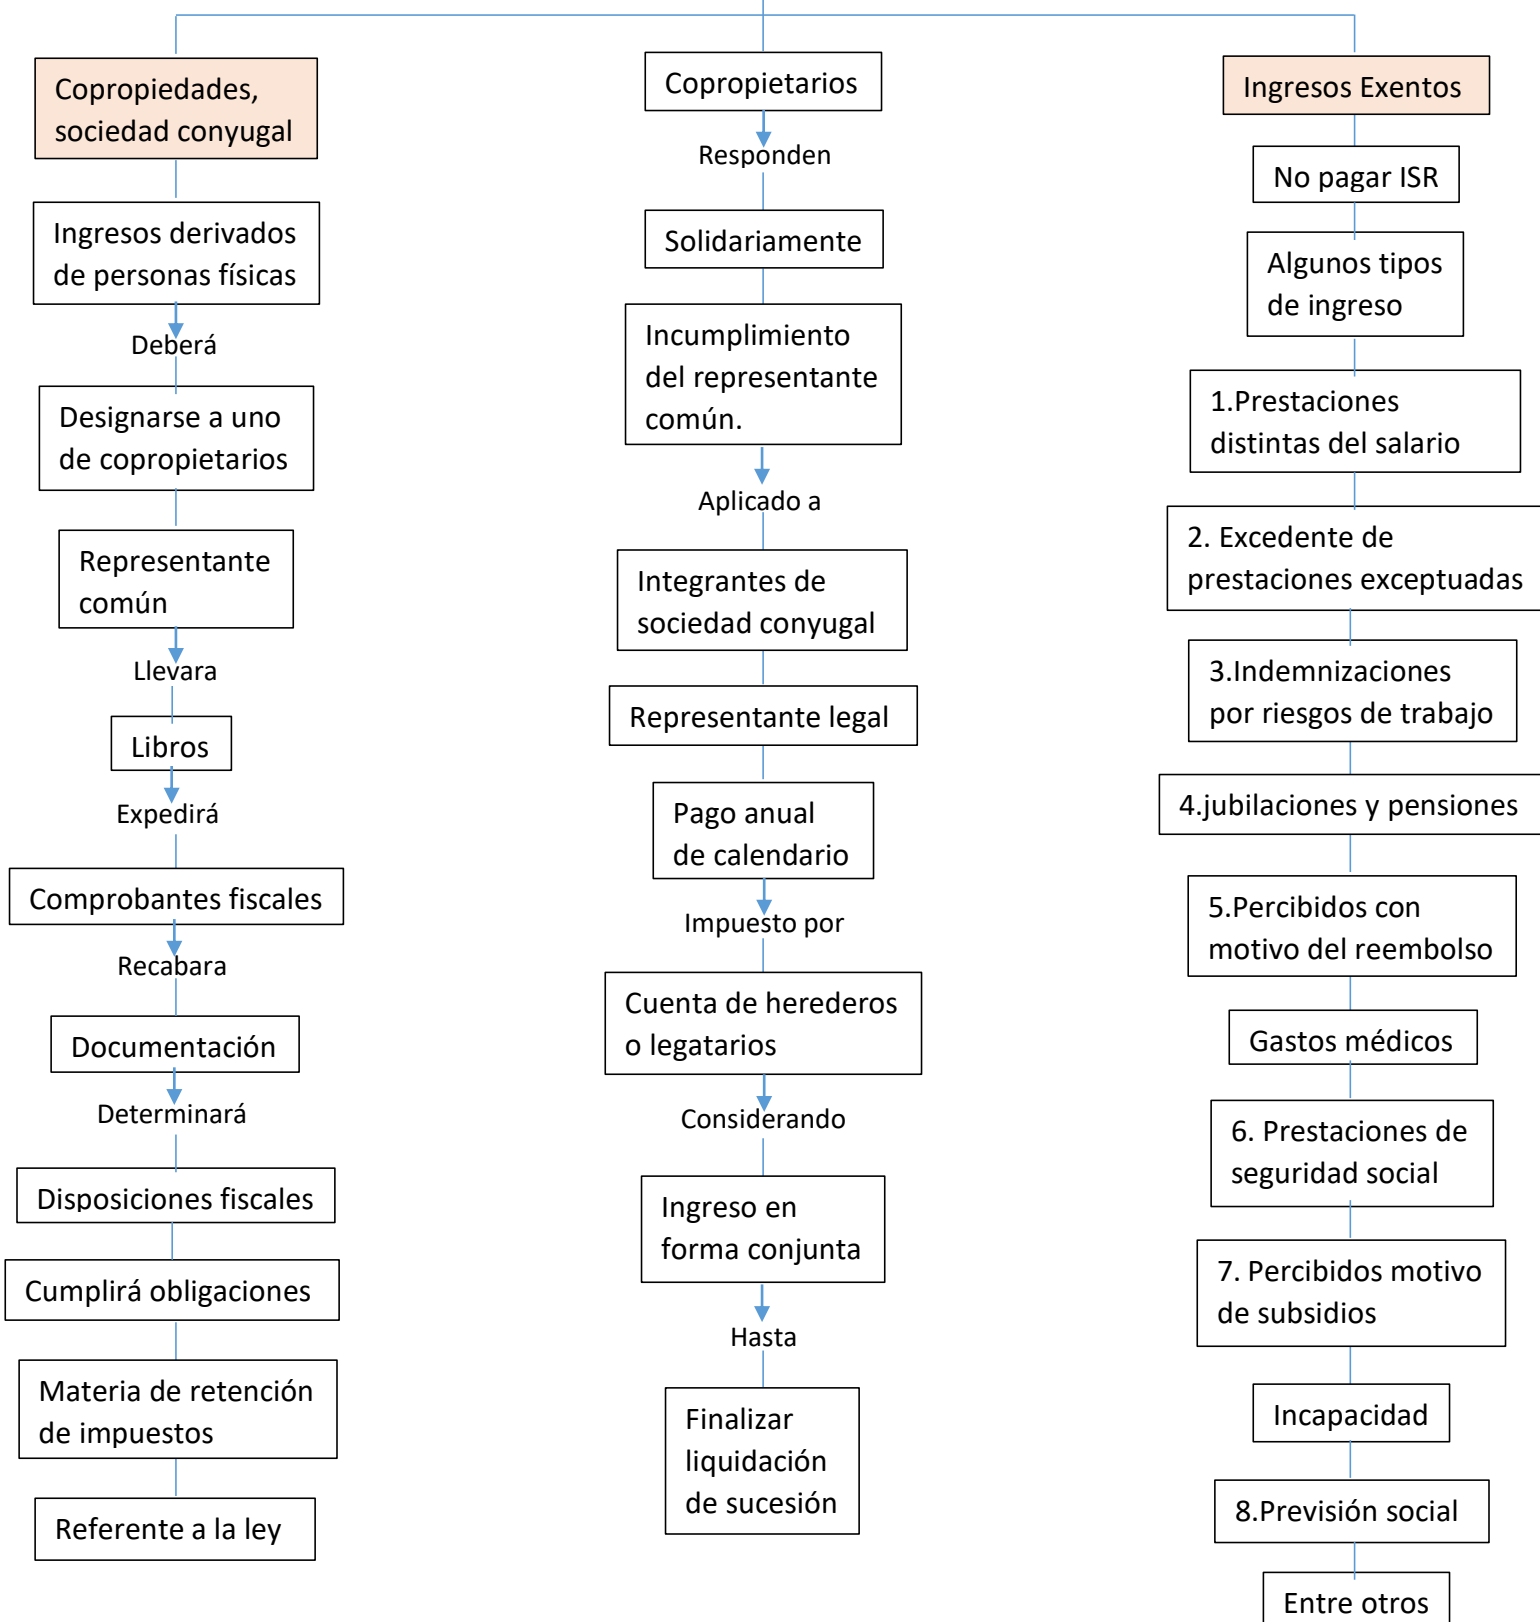 Copropiedades,
sociedad conyugal
Ingresos derivados
de personas físicas
Deberá
Designarse a uno
de copropietarios
Representante
común
Llevara
Libros
Expedirá
Comprobantes fiscales
Recabara
Documentación
Determinará
Disposiciones fiscales
Cumplirá obligaciones
Materia de retención
de impuestos
Referente a la ley
Copropietarios
Responden
Solidariamente
Incumplimiento
del representante
común.
Aplicado a
Integrantes de
sociedad conyugal
Representante legal
Pago anual
de calendario
Impuesto por
Cuenta de herederos
o legatarios
Considerando
Ingreso en
forma conjunta
Hasta
Finalizar
liquidación
de sucesión
Ingresos Exentos
No pagar ISR
Algunos tipos
de ingreso
1.Prestaciones
distintas del salario
2. Excedente de
prestaciones exceptuadas
3.Indemnizaciones
por riesgos de trabajo
4.jubilaciones y pensiones
5.Percibidos con
motivo del reembolso
Gastos médicos
6. Prestaciones de
seguridad social
7. Percibidos motivo
de subsidios
Incapacidad
8.Previsión social
Entre otros